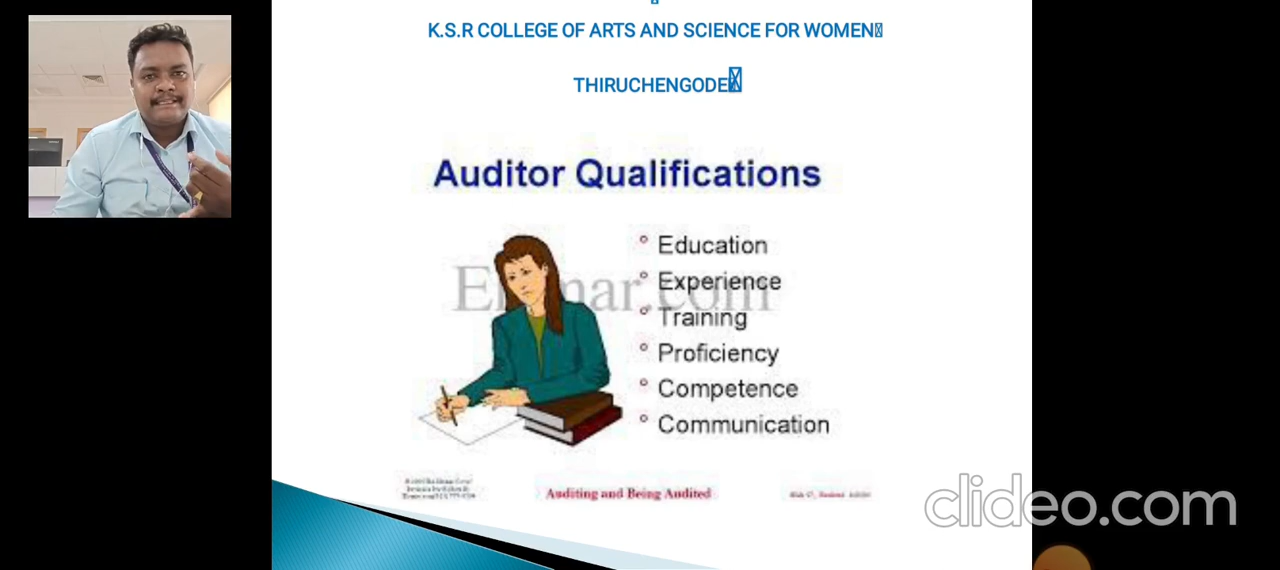 K.S.R COLLEGE OF ARTS AND SCIENCE FOR WOMEN
THIRUCHENGODE
Auditor Qualifications
° Education
° Experience
° Training
° Proficiency
° Competence
° Communication
Auditing and Being Audited
clideo.com